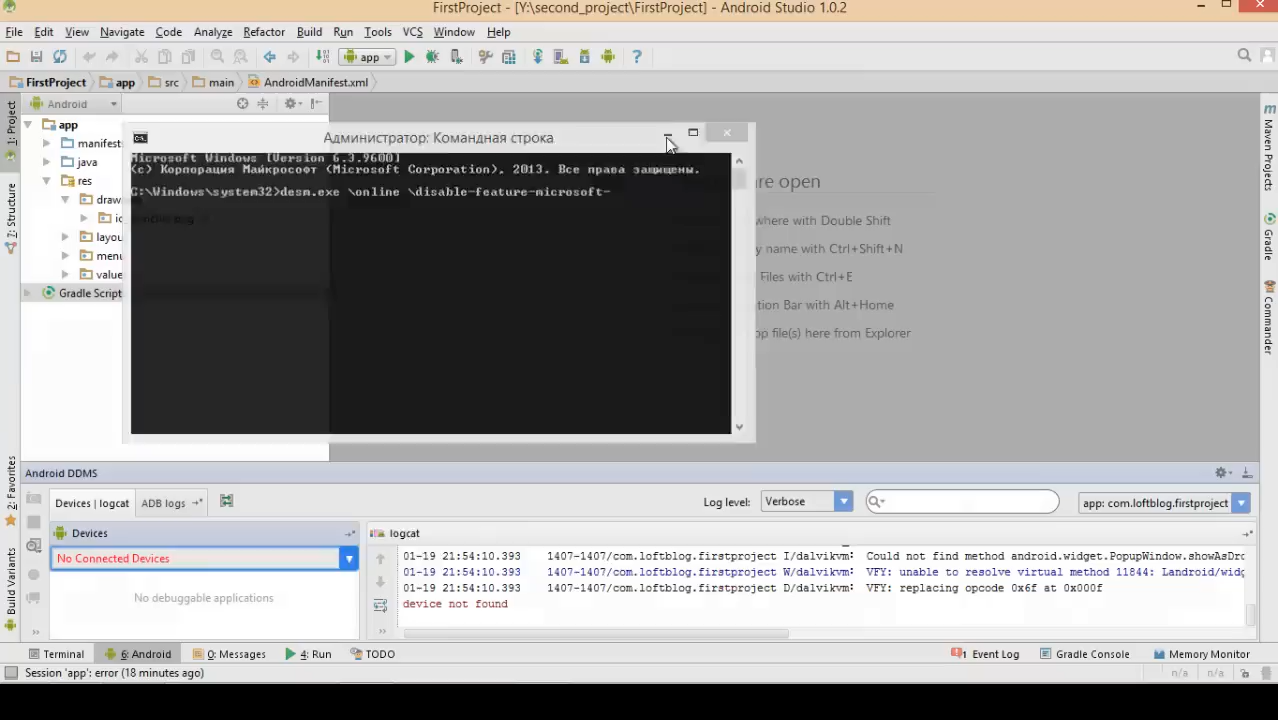 FirstProject - [Y:\second_project\FirstProject] - Android Studio 1.0.2
File Edit View Navigate Code Analyze Refactor Build Run Tools VCS Window Help
app
FirstProject app src main AndroidManifest.xml
1: Project
Android
app
manifest
java
res
draw
layou
menu
value
Gradle Script
7: Structure
2: Favorites
Build Variants
Администратор: Командная строка
Microsoft Windows [Version 6.3.9600]
(c) Корпорация Майкрософт (Microsoft Corporation), 2013. Все права защищены.
C:\Windows\system32>desm.exe \online \disable-feature-microsoft-
are open
where with Double Shift
y name with Ctrl+Shift+N
Files with Ctrl+E
tion Bar with Alt+Home
p file(s) here from Explorer
Maven Projects
Gradle
Commander
Android DDMS
Devices | logcat ADB logs
Log level: Verbose app: com.loftblog.firstproject
Devices
No Connected Devices
No debuggable applications
logcat
01-19 21:54:10.393 1407-1407/com.loftblog.firstproject I/dalvikvm: Could not find method android.widget.PopupWindow.showAsDro
01-19 21:54:10.393 1407-1407/com.loftblog.firstproject W/dalvikvm: VFY: unable to resolve virtual method 11844: Landroid/widg
01-19 21:54:10.393 1407-1407/com.loftblog.firstproject D/dalvikvm: VFY: replacing opcode 0x6f at 0x000f
device not found
Terminal 6: Android 0: Messages 4: Run TODO 1 Event Log Gradle Console Memory Monitor
Session 'app': error (18 minutes ago) n/a n/a